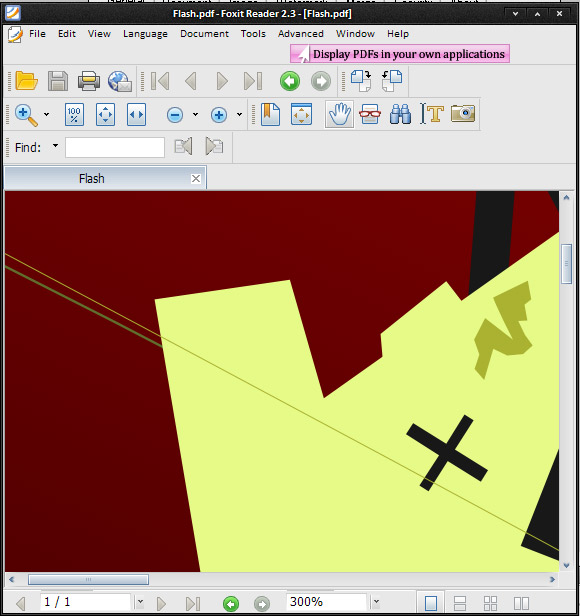 Flash.pdf - Foxit Reader 2.3 - [Flash.pdf]
File Edit View Language Document Tools Advanced Window Help
Display PDFs in your own applications
100 %
T
Find:
Flash
1 / 1
300%